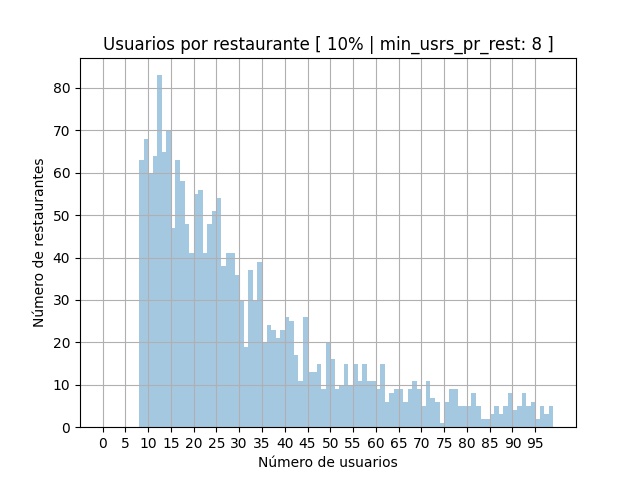 Usuarios por restaurante [ 10% | min_usrs_pr_rest: 8 ]
Número de restaurantes
80
70
60
50
40
30
20
10
0
0 5 10 15 20 25 30 35 40 45 50 55 60 65 70 75 80 85 90 95
Número de usuarios